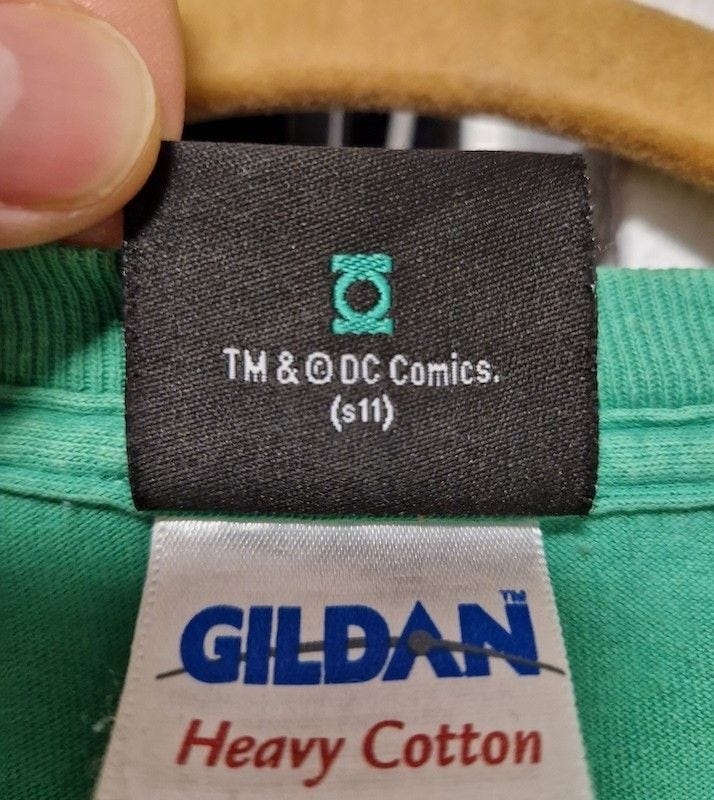 TM & © DC Comics.
(s11)
GILDAN™
Heavy Cotton